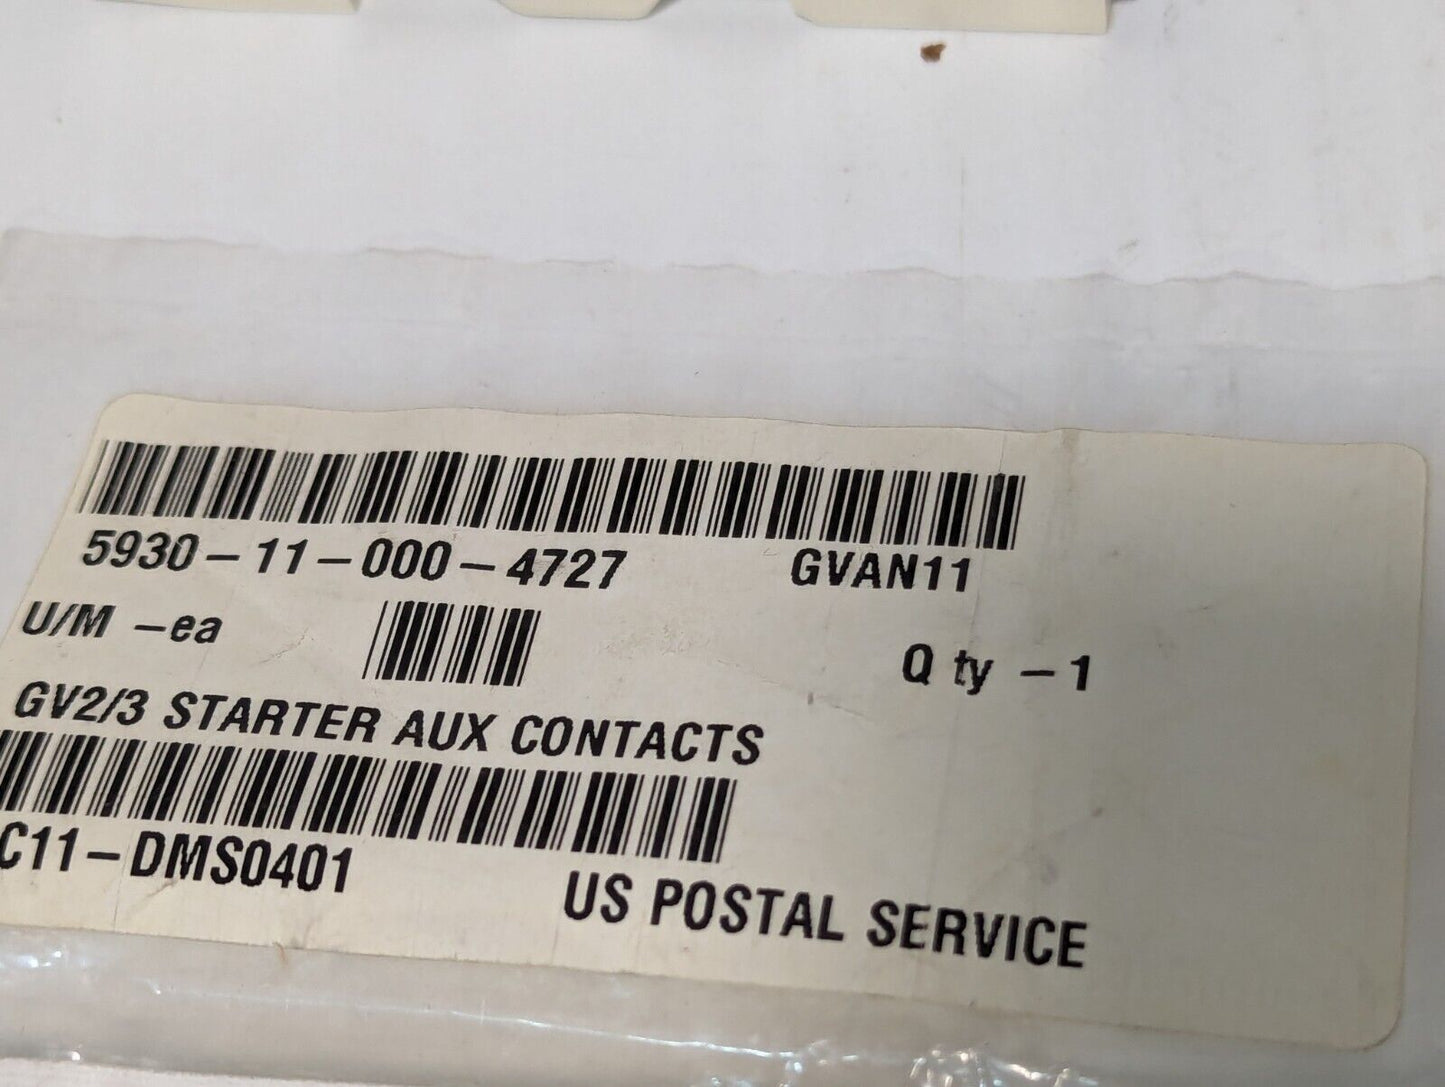 5930-11-000-4727 GVAN11
U/M -ea
Q ty -1
GV2/3 STARTER AUX CONTACTS
C11-DMS0401
US POSTAL SERVICE